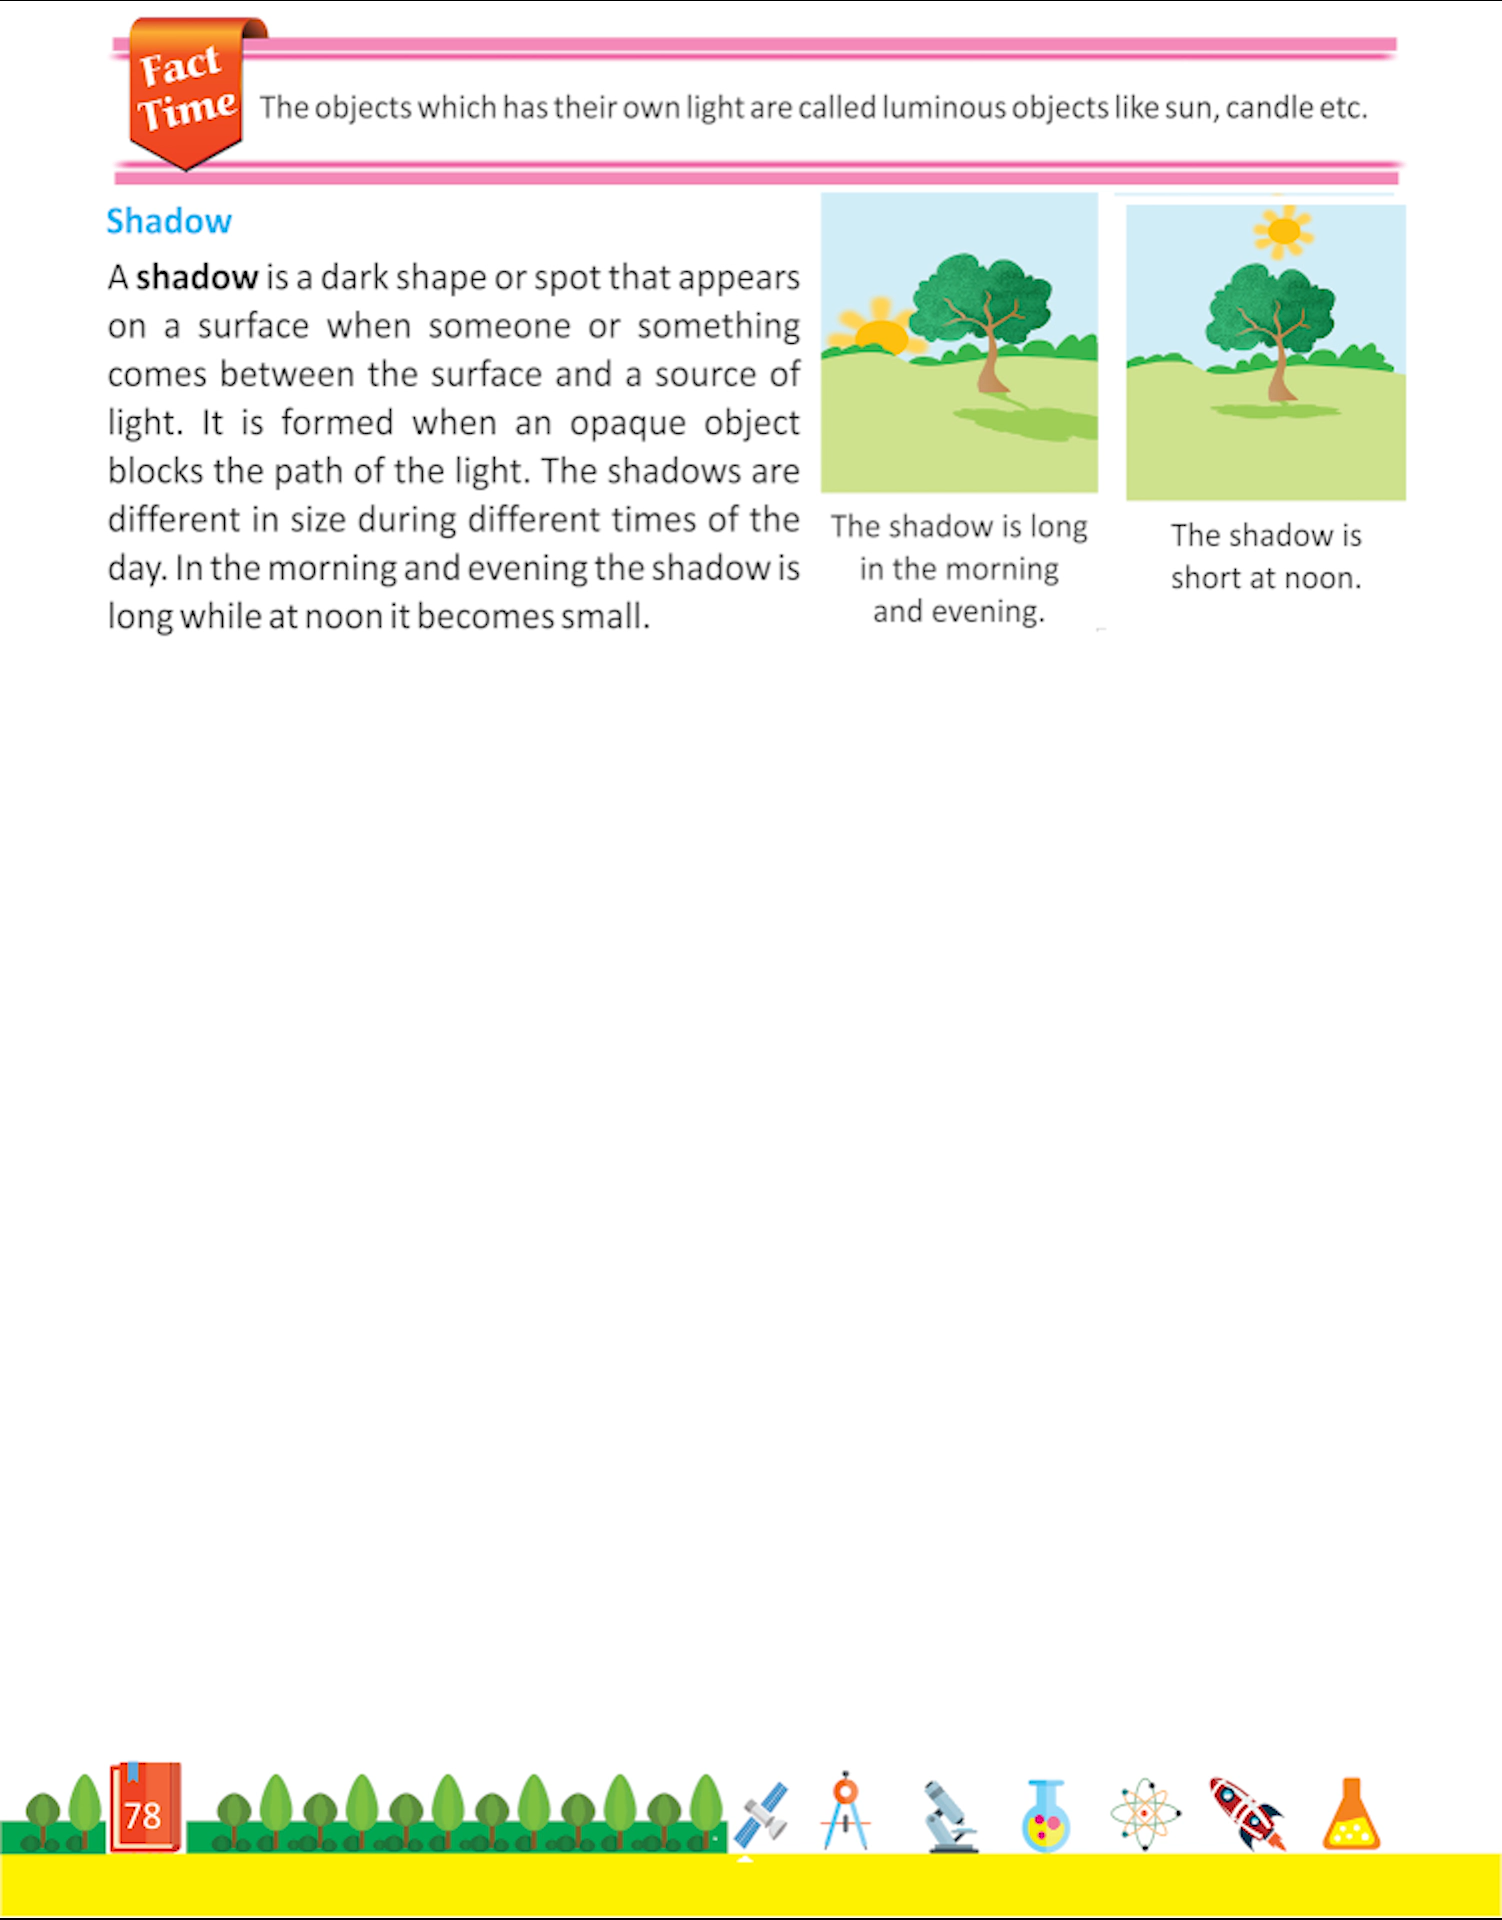 Fact
Time
The objects which has their own light are called luminous objects like sun, candle etc.
Shadow
A shadow is a dark shape or spot that appears
on a surface when someone or something
comes between the surface and a source of
light. It is formed when an opaque object
blocks the path of the light. The shadows are
different in size during different times of the
day. In the morning and evening the shadow is
long while at noon it becomes small.
The shadow is long
in the morning
and evening.
The shadow is
short at noon.
78